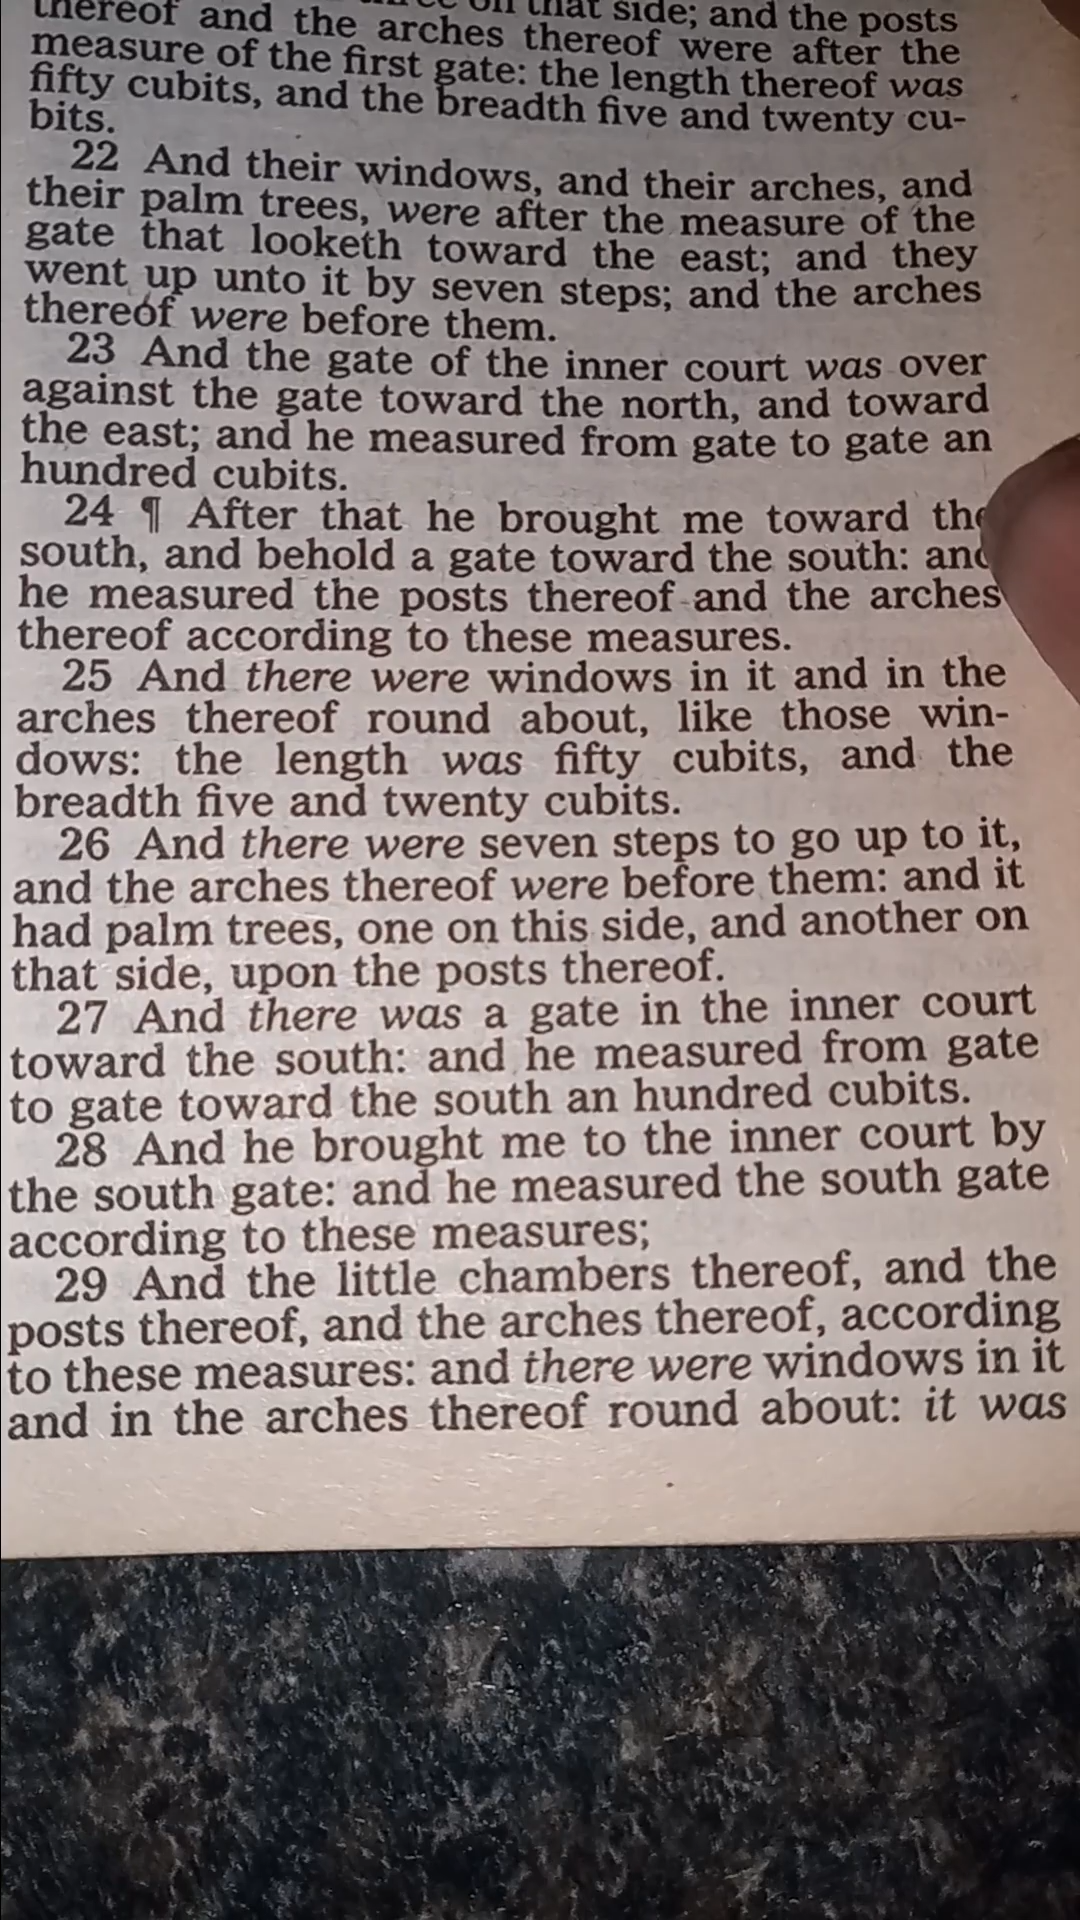 on that side; and the posts
thereof and the arches thereof were after the
measure of the first gate: the length thereof was
fifty cubits, and the breadth five and twenty cu-
bits.
22 And their windows, and their arches, and
their palm trees, were after the measure of the
gate that looketh toward the east; and they
went up unto it by seven steps; and the arches
thereof were before them.
23 And the gate of the inner court was over
against the gate toward the north, and toward
the east; and he measured from gate to gate an
hundred cubits.
24 ¶ After that he brought me toward the
south, and behold a gate toward the south: and
he measured the posts thereof and the arches
thereof according to these measures.
25 And there were windows in it and in the
arches thereof round about, like those win-
dows: the length was fifty cubits, and the
breadth five and twenty cubits.
26 And there were seven steps to go up to it,
and the arches thereof were before them: and it
had palm trees, one on this side, and another on
that side, upon the posts thereof.
27 And there was a gate in the inner court
toward the south: and he measured from gate
to gate toward the south an hundred cubits.
28 And he brought me to the inner court by
the south gate: and he measured the south gate
according to these measures;
29 And the little chambers thereof, and the
posts thereof, and the arches thereof, according
to these measures: and there were windows in it
and in the arches thereof round about: it was